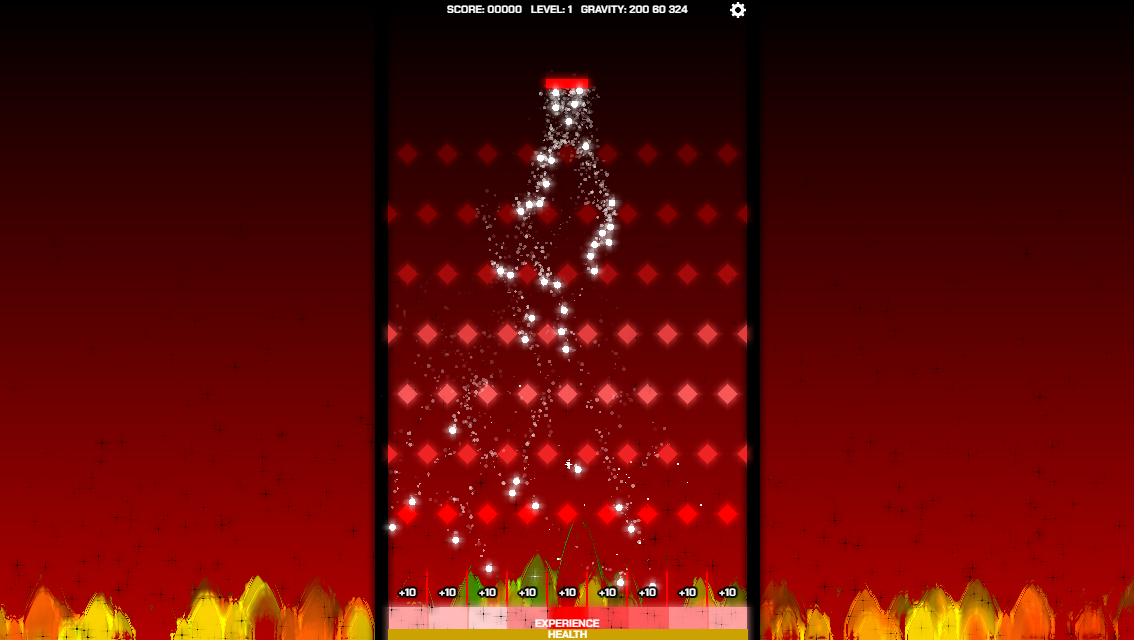 SCORE: 00000 LEVEL: 1 GRAVITY: 200 60 324
+10 +10 +10 +10 +10 +10 +10 +10 +10
EXPERIENCE
HEALTH